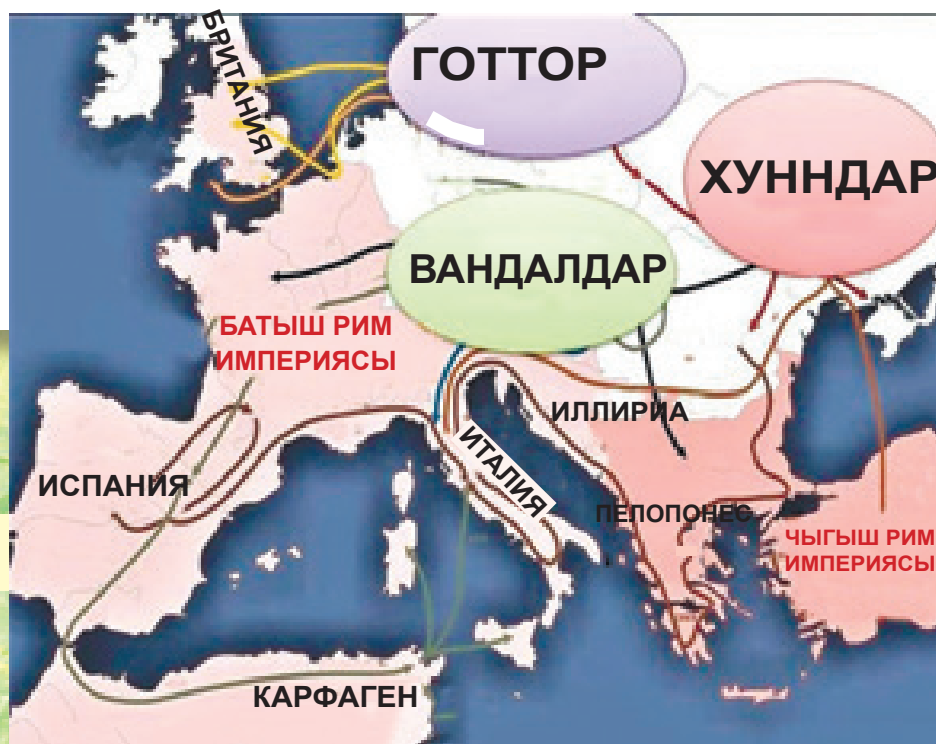 БРИТАНИЯ
ГОТТОР
ХУННДАР
ВАНДАЛДАР
БАТЫШ РИМ
ИМПЕРИЯСЫ
ИЛЛИРИА
ИТАЛИЯ
ИСПАНИЯ
ПЕЛОПОНЕС
ЧЫГЫШ РИМ
ИМПЕРИЯСЫ
КАРФАГЕН